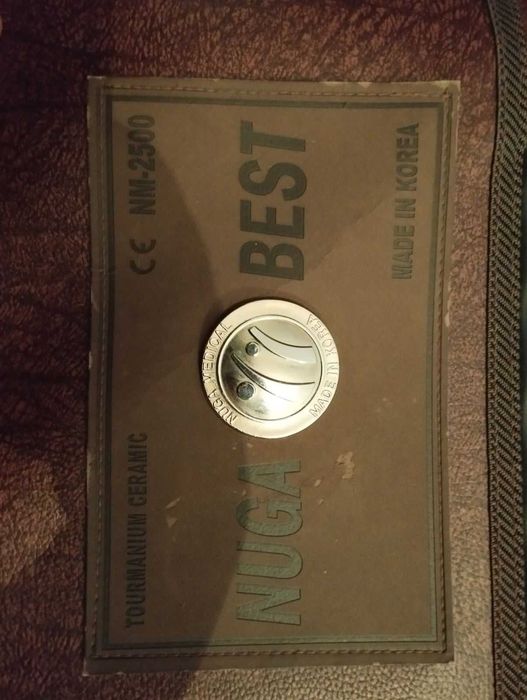 TOURMANIUM CERAMIC
CE NM-2500
NUGA BEST
MADE IN KOREA
NUGA MEDICAL
MADE IN KOREA